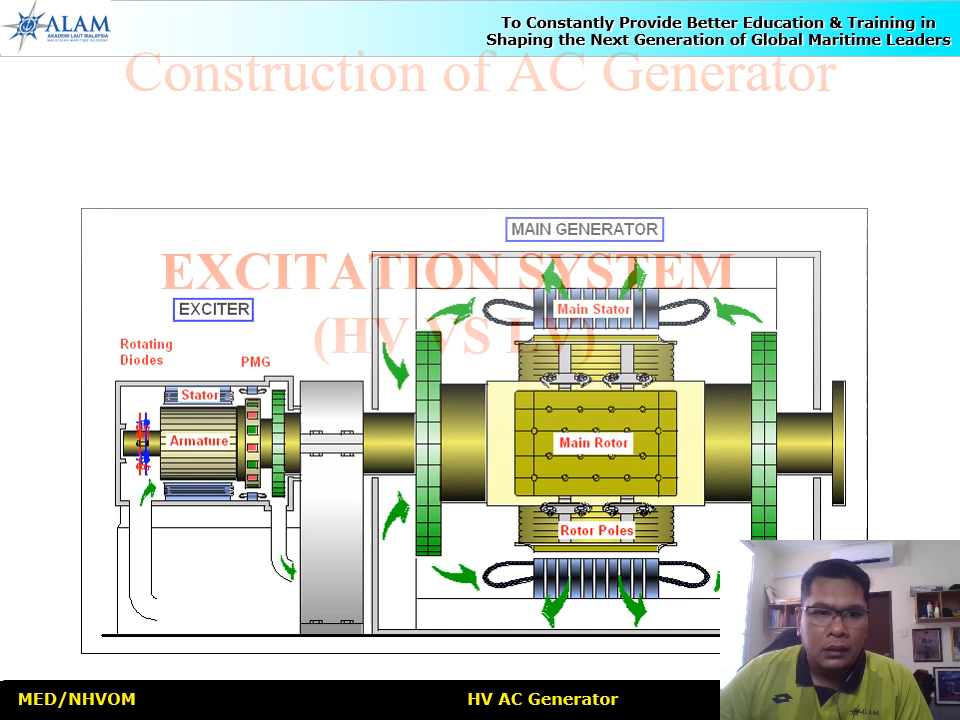 ALAM
AKADEMI LAUT MALAYSIA
MALAYSIAN MARITIME ACADEMY
To Constantly Provide Better Education & Training in
Shaping the Next Generation of Global Maritime Leaders
Construction of AC Generator
MAIN GENERATOR
EXCITATION SYSTEM
(HV VS LV)
EXCITER
Main Stator
Rotating
Diodes
PMG
Stator
Armature
Main Rotor
Rotor Poles
MED/NHVOM
HV AC Generator
lotto
ALAM